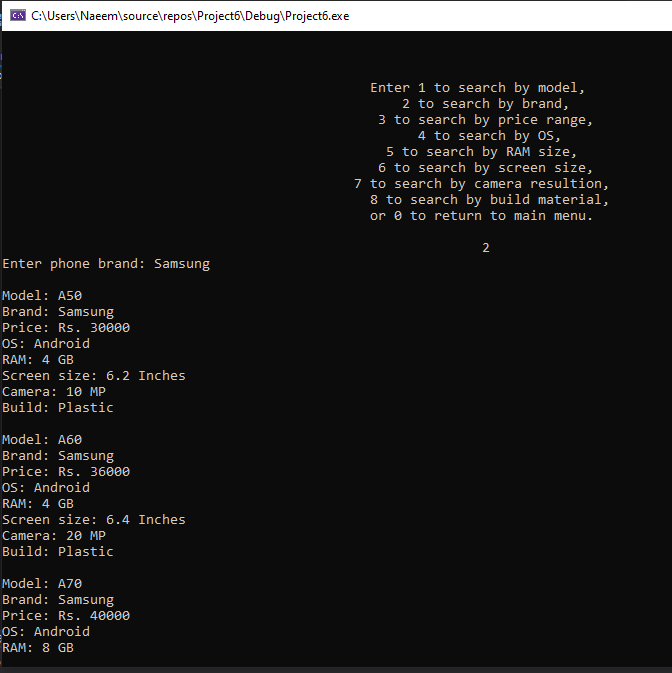 C:\Users\Naeem\source\repos\Project6\Debug\Project6.exe
Enter 1 to search by model,
2 to search by brand,
3 to search by price range,
4 to search by OS,
5 to search by RAM size,
6 to search by screen size,
7 to search by camera resultion,
8 to search by build material,
or 0 to return to main menu.
2
Enter phone brand: Samsung
Model: A50
Brand: Samsung
Price: Rs. 30000
OS: Android
RAM: 4 GB
Screen size: 6.2 Inches
Camera: 10 MP
Build: Plastic
Model: A60
Brand: Samsung
Price: Rs. 36000
OS: Android
RAM: 4 GB
Screen size: 6.4 Inches
Camera: 20 MP
Build: Plastic
Model: A70
Brand: Samsung
Price: Rs. 40000
OS: Android
RAM: 8 GB